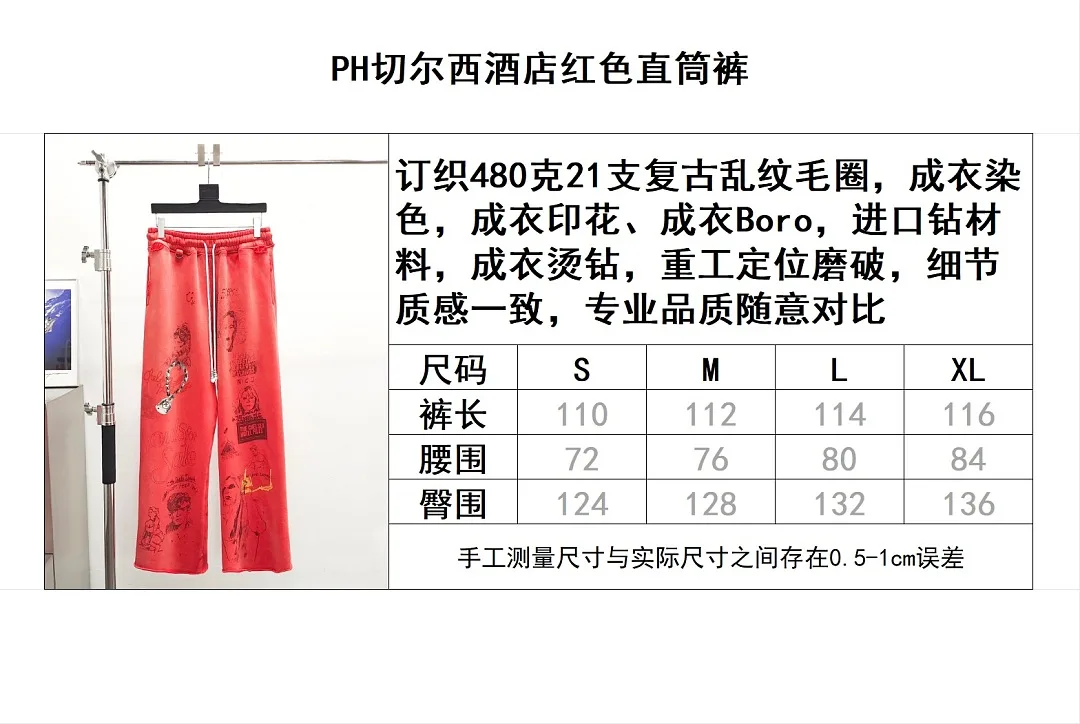 PH切尔西酒店红色直筒裤
订织480克21支复古乱纹毛圈，成衣染
色，成衣印花、成衣Boro，进口钻材
料，成衣烫钻，重工定位磨破，细节
质感一致，专业品质随意对比
尺码 S M L XL
裤长 110 112 114 116
腰围 72 76 80 84
臀围 124 128 132 136
手工测量尺寸与实际尺寸之间存在0.5-1cm误差